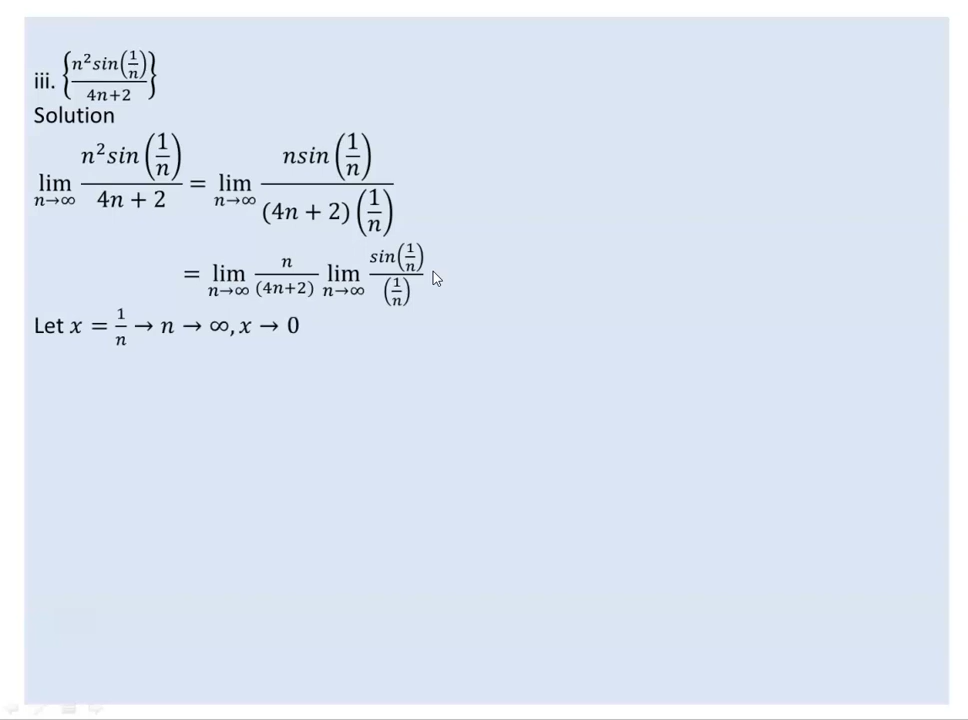 iii. {n²sin(1/n)/4n+2}
Solution
lim n→∞ n²sin(1/n)/4n + 2 = lim n→∞ nsin(1/n)/(4n + 2)(1/n)
= lim n→∞ n/(4n+2) lim n→∞ sin(1/n)/(1/n)
Let x = 1/n → n → ∞, x → 0